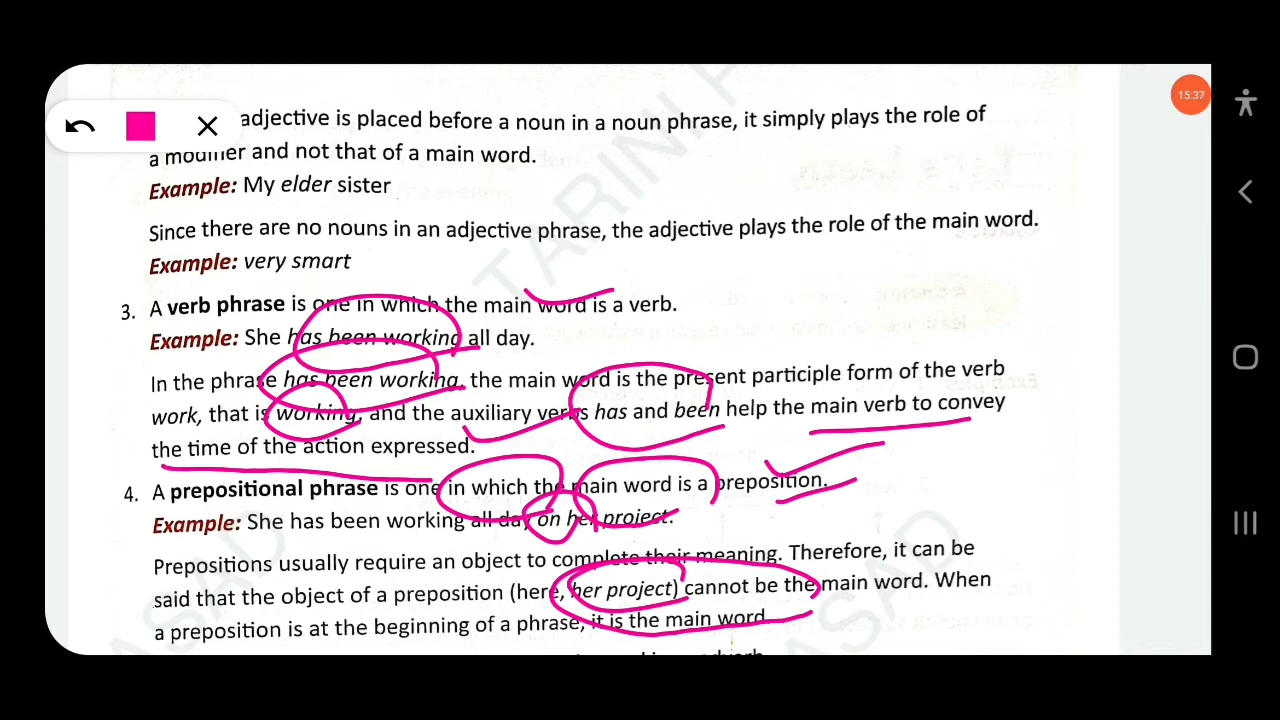 15:37
adjective is placed before a noun in a noun phrase, it simply plays the role of
a modifier and not that of a main word.
Example: My elder sister
Since there are no nouns in an adjective phrase, the adjective plays the role of the main word.
Example: very smart
3. A verb phrase is one in which the main word is a verb.
Example: She has been working all day.
In the phrase has been working, the main word is the present participle form of the verb
work, that is working, and the auxiliary verbs has and been help the main verb to convey
the time of the action expressed.
4. A prepositional phrase is one in which the main word is a preposition.
Example: She has been working all day on her project.
Prepositions usually require an object to complete their meaning. Therefore, it can be
said that the object of a preposition (here, her project) cannot be the main word. When
a preposition is at the beginning of a phrase, it is the main word.
TARINI P
ASAD
ASAD